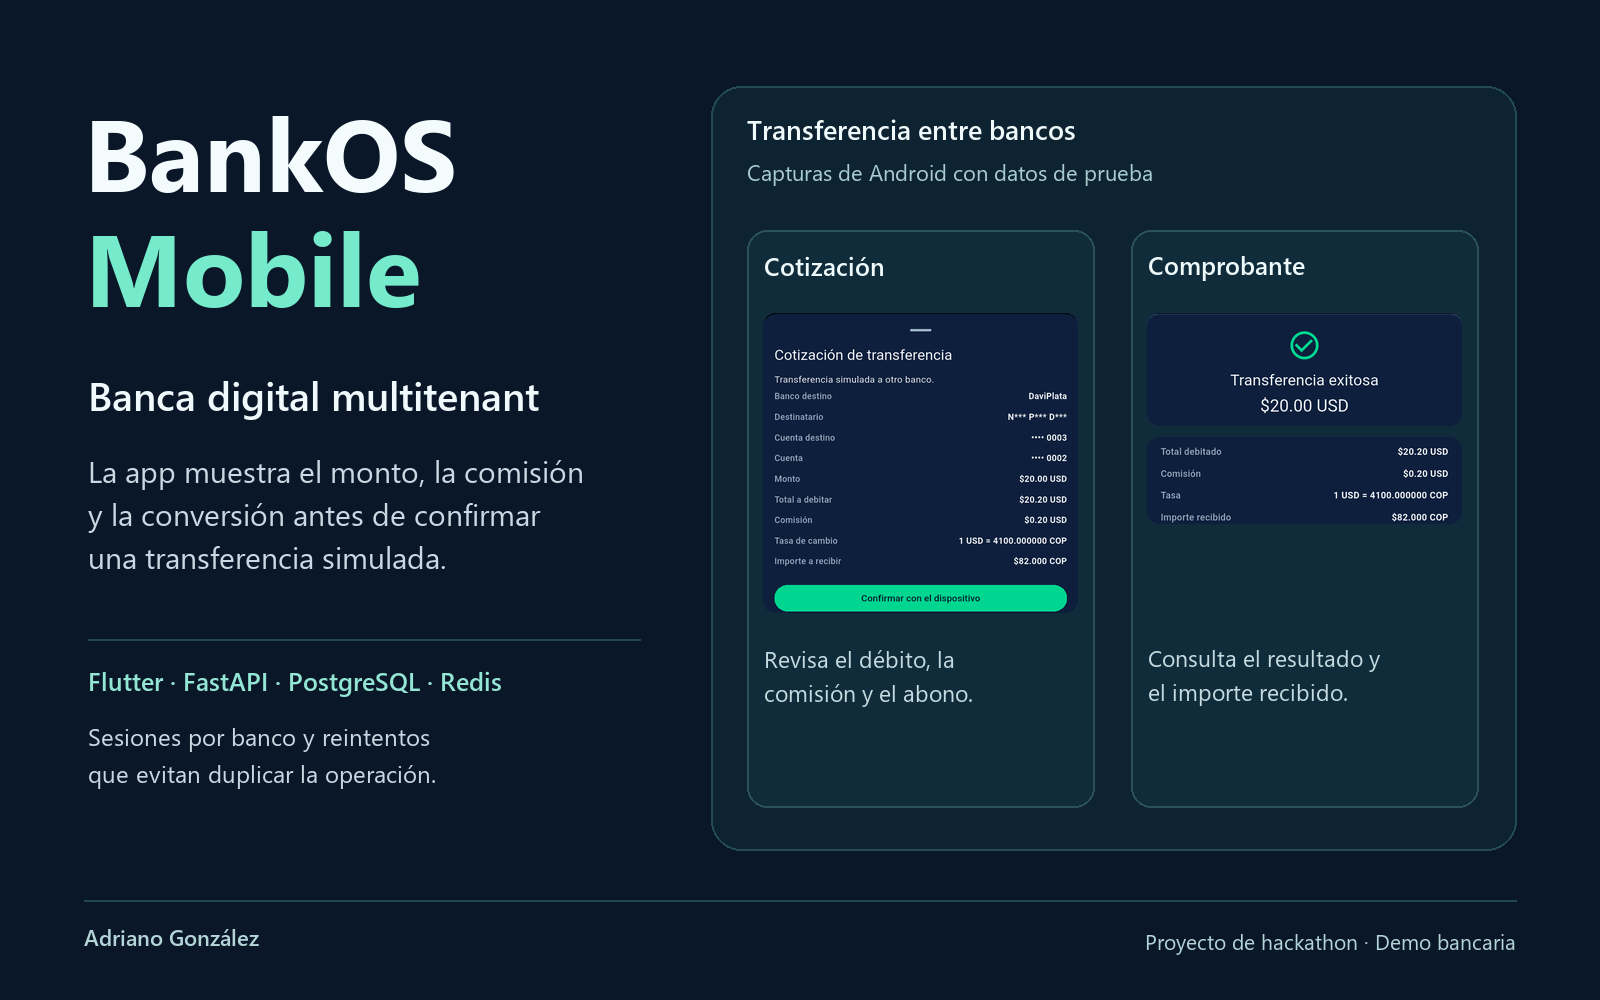 BankOS
Mobile
Banca digital multitenant
La app muestra el monto, la comisión
y la conversión antes de confirmar
una transferencia simulada.
Flutter · FastAPI · PostgreSQL · Redis
Sesiones por banco y reintentos
que evitan duplicar la operación.
Transferencia entre bancos
Capturas de Android con datos de prueba
Cotización
Cotización de transferencia
Transferencia simulada a otro banco.
Banco destino DaviPlata
Destinatario N*** P*** D***
Cuenta destino •••• 0003
Cuenta •••• 0002
Monto $20.00 USD
Total a debitar $20.20 USD
Comisión $0.20 USD
Tasa de cambio 1 USD = 4100.000000 COP
Importe a recibir $82.000 COP
Confirmar con el dispositivo
Revisa el débito, la
comisión y el abono.
Comprobante
Transferencia exitosa
$20.00 USD
Total debitado $20.20 USD
Comisión $0.20 USD
Tasa 1 USD = 4100.000000 COP
Importe recibido $82.000 COP
Consulta el resultado y
el importe recibido.
Adriano González
Proyecto de hackathon · Demo bancaria